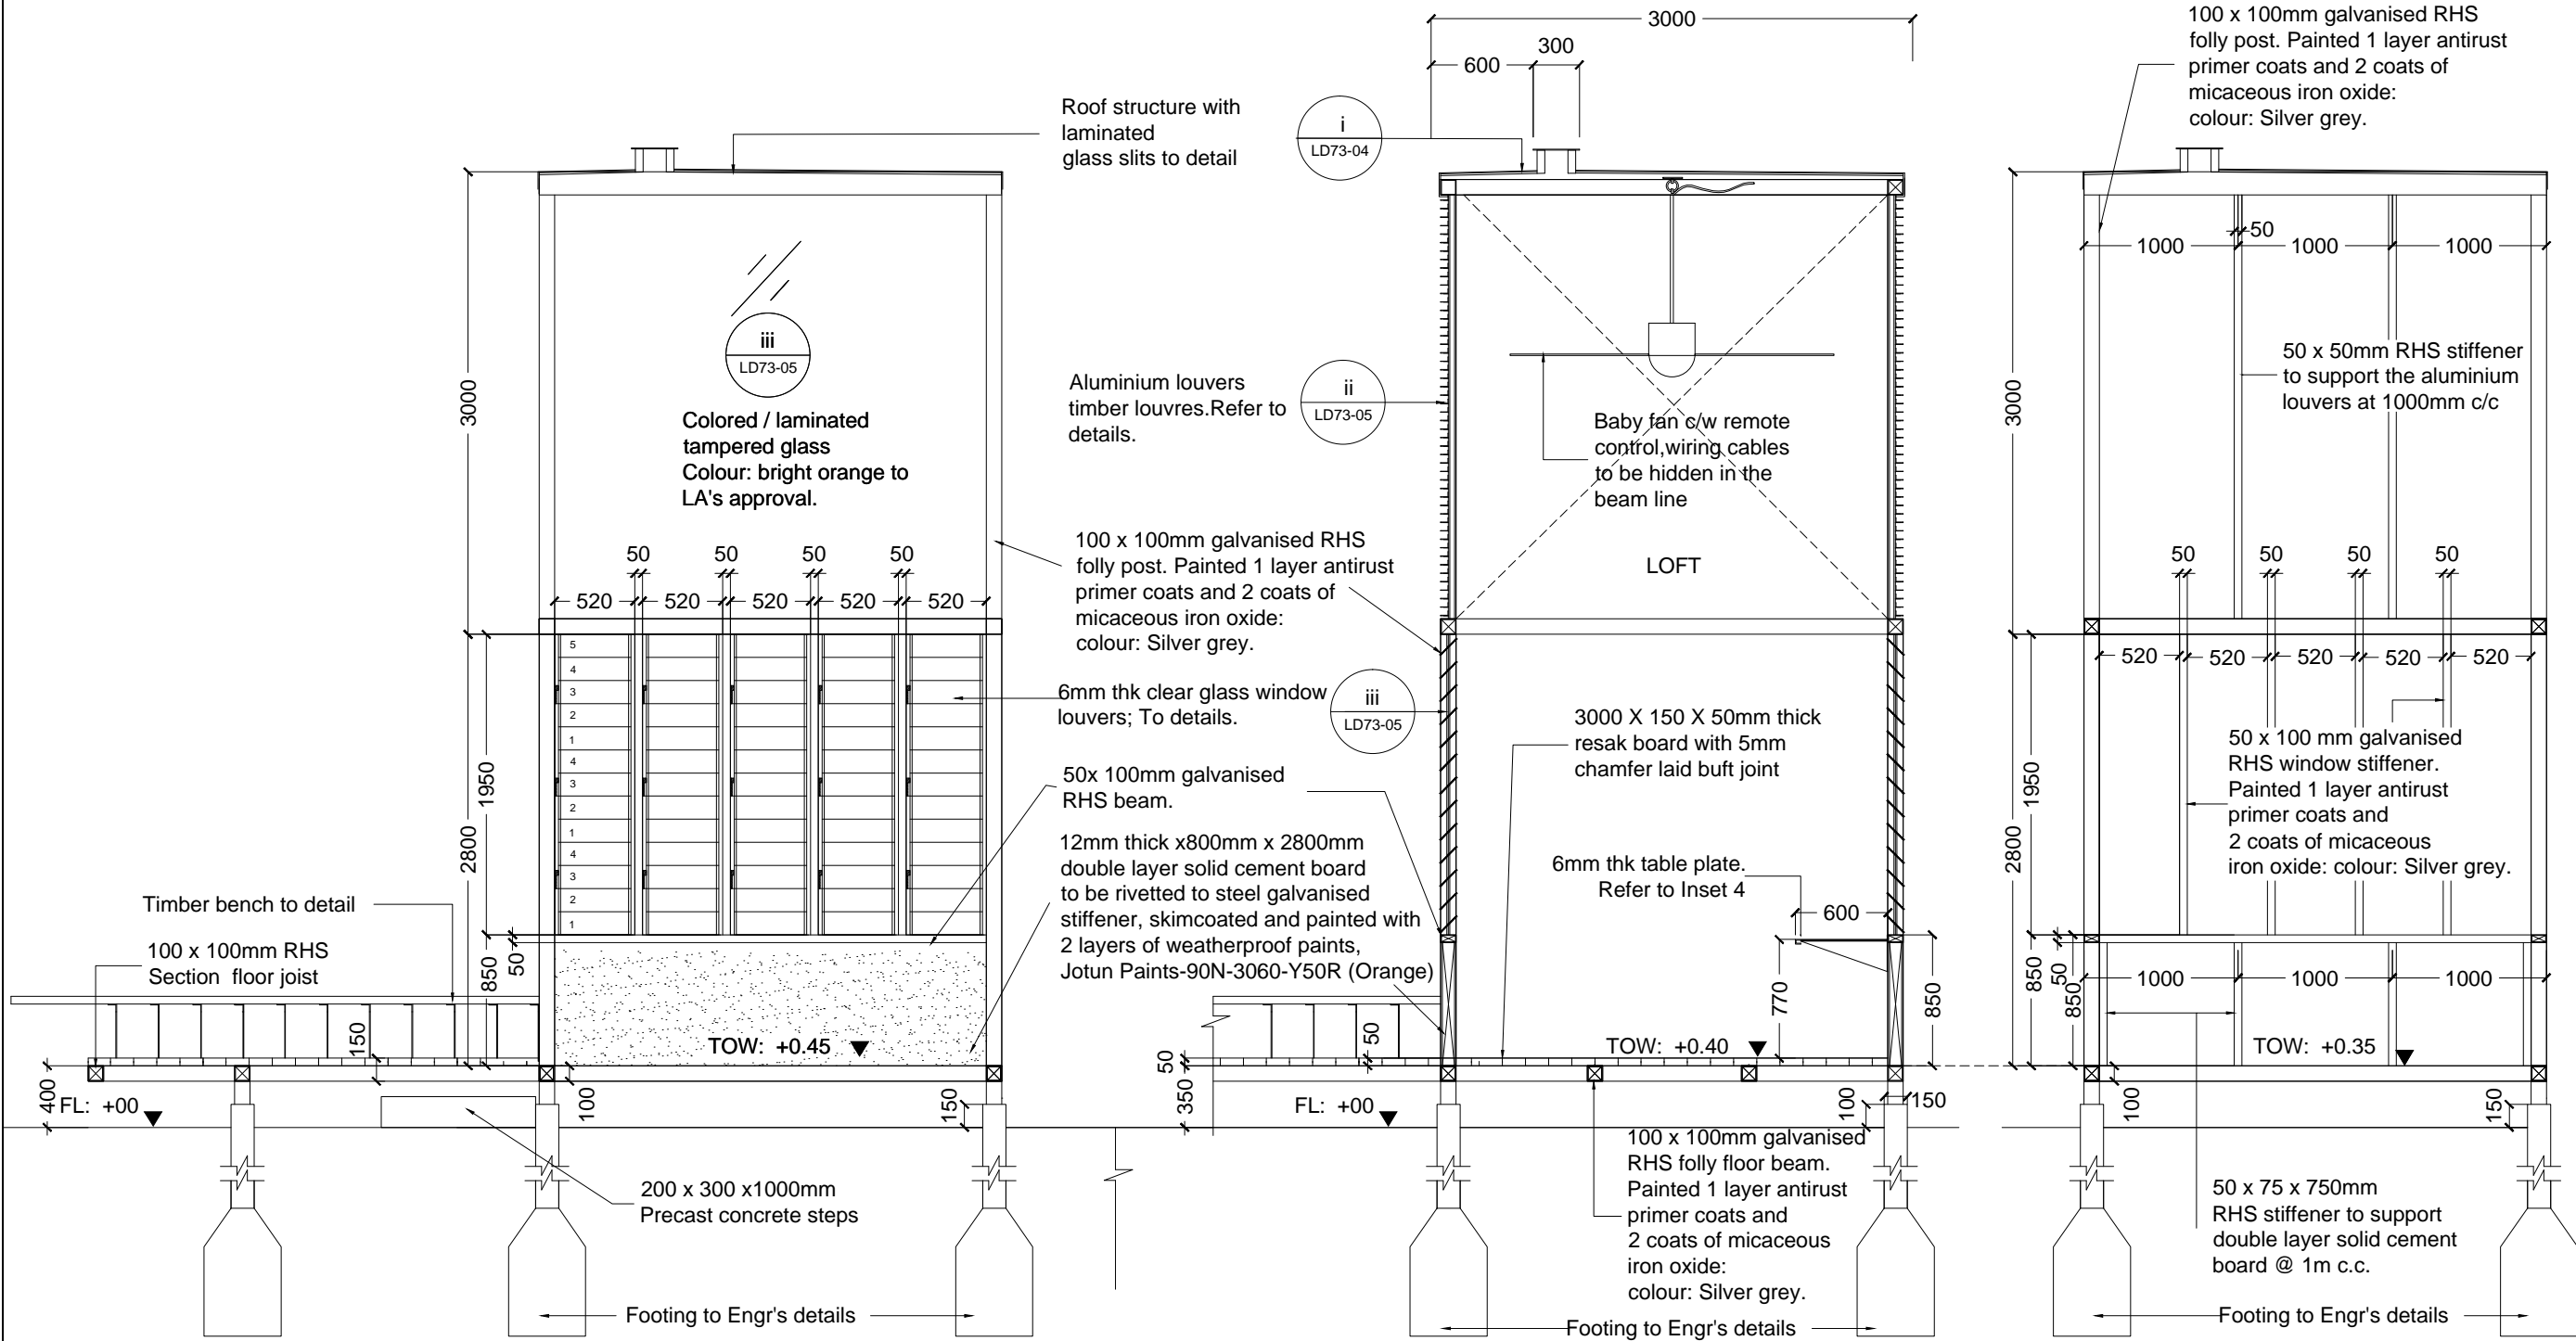 3000
600
300
Roof structure with
laminated
glass slits to detail
i
LD73-04
100 x 100mm galvanised RHS
folly post. Painted 1 layer antirust
primer coats and 2 coats of
micaceous iron oxide:
colour: Silver grey.
3000
iii
LD73-05
Colored / laminated
tampered glass
Colour: bright orange to
LA's approval.
Aluminium louvers
timber louvres.Refer to
details.
ii
LD73-05
Baby fan c/w remote
control,wiring cables
to be hidden in the
beam line
LOFT
3000
1000
50
1000
1000
50 x 50mm RHS stiffener
to support the aluminium
louvers at 1000mm c/c
50
50
50
50
520
520
520
520
520
100 x 100mm galvanised RHS
folly post. Painted 1 layer antirust
primer coats and 2 coats of
micaceous iron oxide:
colour: Silver grey.
50
50
50
50
520
520
520
520
520
5
4
3
2
1
4
3
2
1
4
3
2
1
1950
2800
850
50
6mm thk clear glass window
louvers; To details.
iii
LD73-05
50x 100mm galvanised
RHS beam.
12mm thick x800mm x 2800mm
double layer solid cement board
to be rivetted to steel galvanised
stiffener, skimcoated and painted with
2 layers of weatherproof paints,
Jotun Paints-90N-3060-Y50R (Orange)
3000 X 150 X 50mm thick
resak board with 5mm
chamfer laid buft joint
6mm thk table plate.
Refer to Inset 4
600
770
850
50 x 100 mm galvanised
RHS window stiffener.
Painted 1 layer antirust
primer coats and
2 coats of micaceous
iron oxide: colour: Silver grey.
1950
2800
850
50
850
1000
1000
1000
Timber bench to detail
100 x 100mm RHS
Section floor joist
150
TOW: +0.45
400
FL: +00
100
150
200 x 300 x1000mm
Precast concrete steps
Footing to Engr's details
50
50
TOW: +0.40
350
FL: +00
100
150
100 x 100mm galvanised
RHS folly floor beam.
Painted 1 layer antirust
primer coats and
2 coats of micaceous
iron oxide:
colour: Silver grey.
Footing to Engr's details
TOW: +0.35
100
150
50 x 75 x 750mm
RHS stiffener to support
double layer solid cement
board @ 1m c.c.
Footing to Engr's details